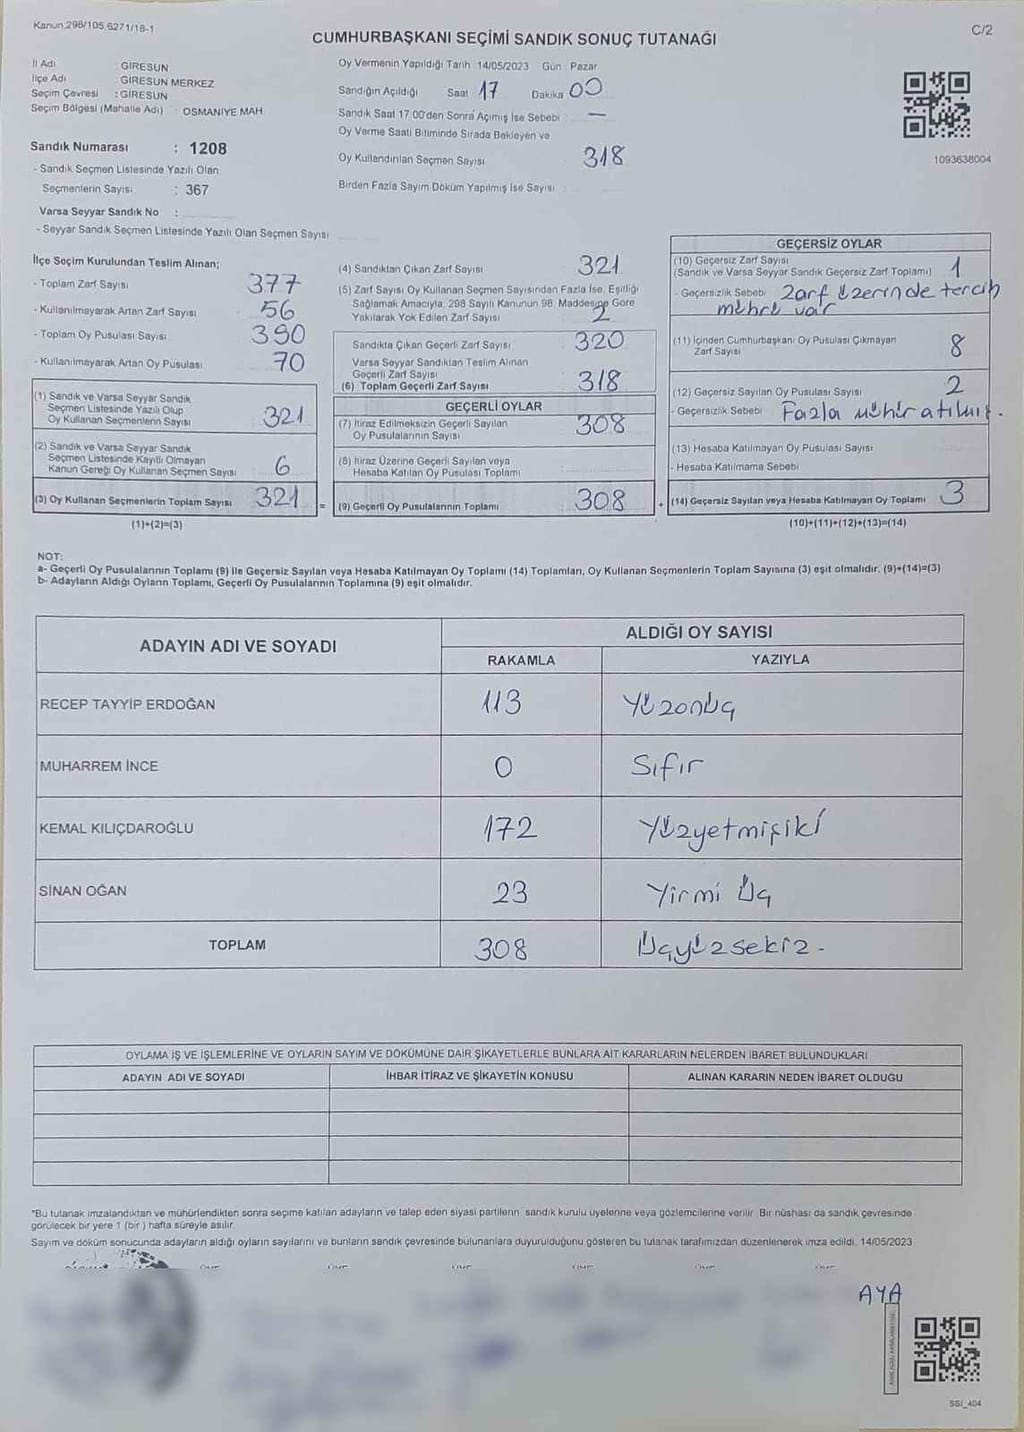 Kanun 298/105,6271/18-1
C/2
CUMHURBAŞKANI SEÇİMİ SANDIK SONUÇ TUTANAĞI
İl Adı : GİRESUN
İlçe Adı : GİRESUN MERKEZ
Seçim Çevresi : GİRESUN
Seçim Bölgesi (Mahalle Adı) : OSMANİYE MAH
Sandık Numarası : 1208
- Sandık Seçmen Listesinde Yazılı Olan
Seçmenlerin Sayısı : 367
Varsa Seyyar Sandık No :
- Seyyar Sandık Seçmen Listesinde Yazılı Olan Seçmen Sayısı
Oy Vermenin Yapıldığı Tarih 14/05/2023 Gün : Pazar
Sandığın Açıldığı Saat 17 Dakika 00
Sandık Saat 17:00'den Sonra Açımış İse Sebebi : —
Oy Verme Saati Bitiminde Sırada Bekleyen ve
Oy Kullandırılan Seçmen Sayısı 318
Birden Fazla Sayım Döküm Yapılmış İse Sayısı :
1093638004
İlçe Seçim Kurulundan Teslim Alınan;
- Toplam Zarf Sayısı 377
- Kullanılmayarak Artan Zarf Sayısı 56
- Toplam Oy Pusulası Sayısı 390
- Kullanılmayarak Artan Oy Pusulası 70
(1) Sandık ve Varsa Seyyar Sandık
Seçmen Listesinde Yazılı Olup
Oy Kullanan Seçmenlerin Sayısı 321
(2) Sandık ve Varsa Seyyar Sandık
Seçmen Listesinde Kayıtlı Olmayan
Kanun Gereği Oy Kullanan Seçmen Sayısı 6
(3) Oy Kullanan Seçmenlerin Toplam Sayısı 321
(1)+(2)=(3)
(4) Sandıktan Çıkan Zarf Sayısı 321
(5) Zarf Sayısı Oy Kullanan Seçmen Sayısından Fazla İse, Eşitliği
Sağlamak Amacıyla, 298 Sayılı Kanunun 98. Maddesine Göre
Yakılarak Yok Edilen Zarf Sayısı 2
Sandıkta Çıkan Geçerli Zarf Sayısı 320
Varsa Seyyar Sandıktan Teslim Alınan
Geçerli Zarf Sayısı
(6) Toplam Geçerli Zarf Sayısı 318
GEÇERLİ OYLAR
(7) İtiraz Edilmeksizin Geçerli Sayılan
Oy Pusulalarının Sayısı 308
(8) İtiraz Üzerine Geçerli Sayılan veya
Hesaba Katılan Oy Pusulası Toplamı
= (9) Geçerli Oy Pusulalarının Toplamı 308
GEÇERSİZ OYLAR
(10) Geçersiz Zarf Sayısı
(Sandık ve Varsa Seyyar Sandık Geçersiz Zarf Toplamı) 1
- Geçersizlik Sebebi Zarf üzerinde tercih
mührü var
(11) İçinden Cumhurbaşkanı Oy Pusulası Çıkmayan
Zarf Sayısı 8
(12) Geçersiz Sayılan Oy Pusulası Sayısı 2
- Geçersizlik Sebebi Fazla mühür atılmış.
(13) Hesaba Katılmayan Oy Pusulası Sayısı
- Hesaba Katılmama Sebebi
+ (14) Geçersiz Sayılan veya Hesaba Katılmayan Oy Toplamı 3
(10)+(11)+(12)+(13)=(14)
NOT:
a- Geçerli Oy Pusulalarının Toplamı (9) ile Geçersiz Sayılan veya Hesaba Katılmayan Oy Toplamı (14) Toplamları, Oy Kullanan Seçmenlerin Toplam Sayısına (3) eşit olmalıdır. (9)+(14)=(3)
b- Adayların Aldığı Oyların Toplamı, Geçerli Oy Pusulalarının Toplamına (9) eşit olmalıdır.
ADAYIN ADI VE SOYADI ALDIĞI OY SAYISI
RAKAMLA YAZIYLA
RECEP TAYYİP ERDOĞAN 113 Yüzonüç
MUHARREM İNCE 0 Sıfır
KEMAL KILIÇDAROĞLU 172 Yüzyetmişiki
SİNAN OĞAN 23 Yirmi Üç
TOPLAM 308 Üçyüzsekiz -
OYLAMA İŞ VE İŞLEMLERİNE VE OYLARIN SAYIM VE DÖKÜMÜNE DAİR ŞİKAYETLERLE BUNLARA AİT KARARLARIN NELERDEN İBARET BULUNDUKLARI
ADAYIN ADI VE SOYADI İHBAR İTİRAZ VE ŞİKAYETİN KONUSU ALINAN KARARIN NEDEN İBARET OLDUĞU
"Bu tutanak imzalandıktan ve mühürlendikten sonra seçime katılan adayların ve talep eden siyasi partilerin sandık kurulu üyelerine veya gözlemcilerine verilir. Bir nüshası da sandık çevresinde
görülecek bir yere 1 (bir) hafta süreyle asılır.
Sayım ve döküm sonucunda adayların aldığı oyların sayılarını ve bunların sandık çevresinde bulunanlara duyurulduğunu gösteren bu tutanak tarafımızdan düzenlenerek imza edildi. 14/05/2023
AYA
SSI_404